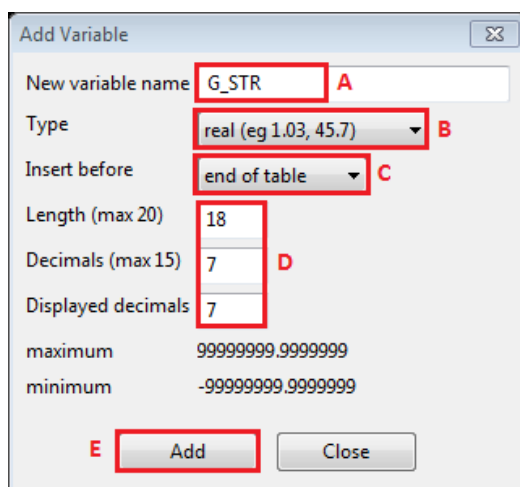 Add Variable
New variable name G_STR A
Type real (eg 1.03, 45.7) B
Insert before end of table C
Length (max 20) 18
Decimals (max 15) 7 D
Displayed decimals 7
maximum 99999999.9999999
minimum -99999999.9999999
E Add Close